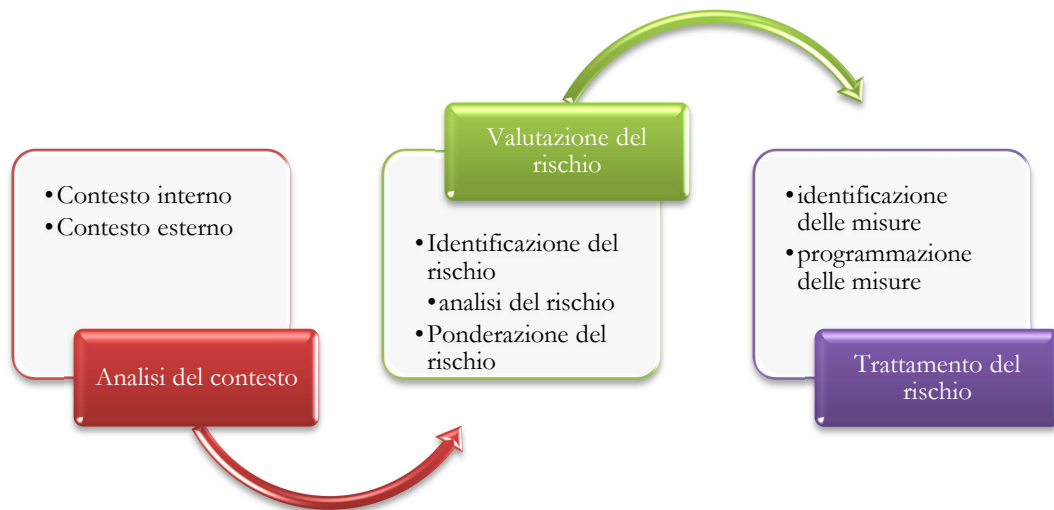 • Contesto interno
• Contesto esterno
Analisi del contesto
Valutazione del
rischio
• Identificazione del
rischio
• analisi del rischio
• Ponderazione del
rischio
• identificazione
delle misure
• programmazione
delle misure
Trattamento del
rischio